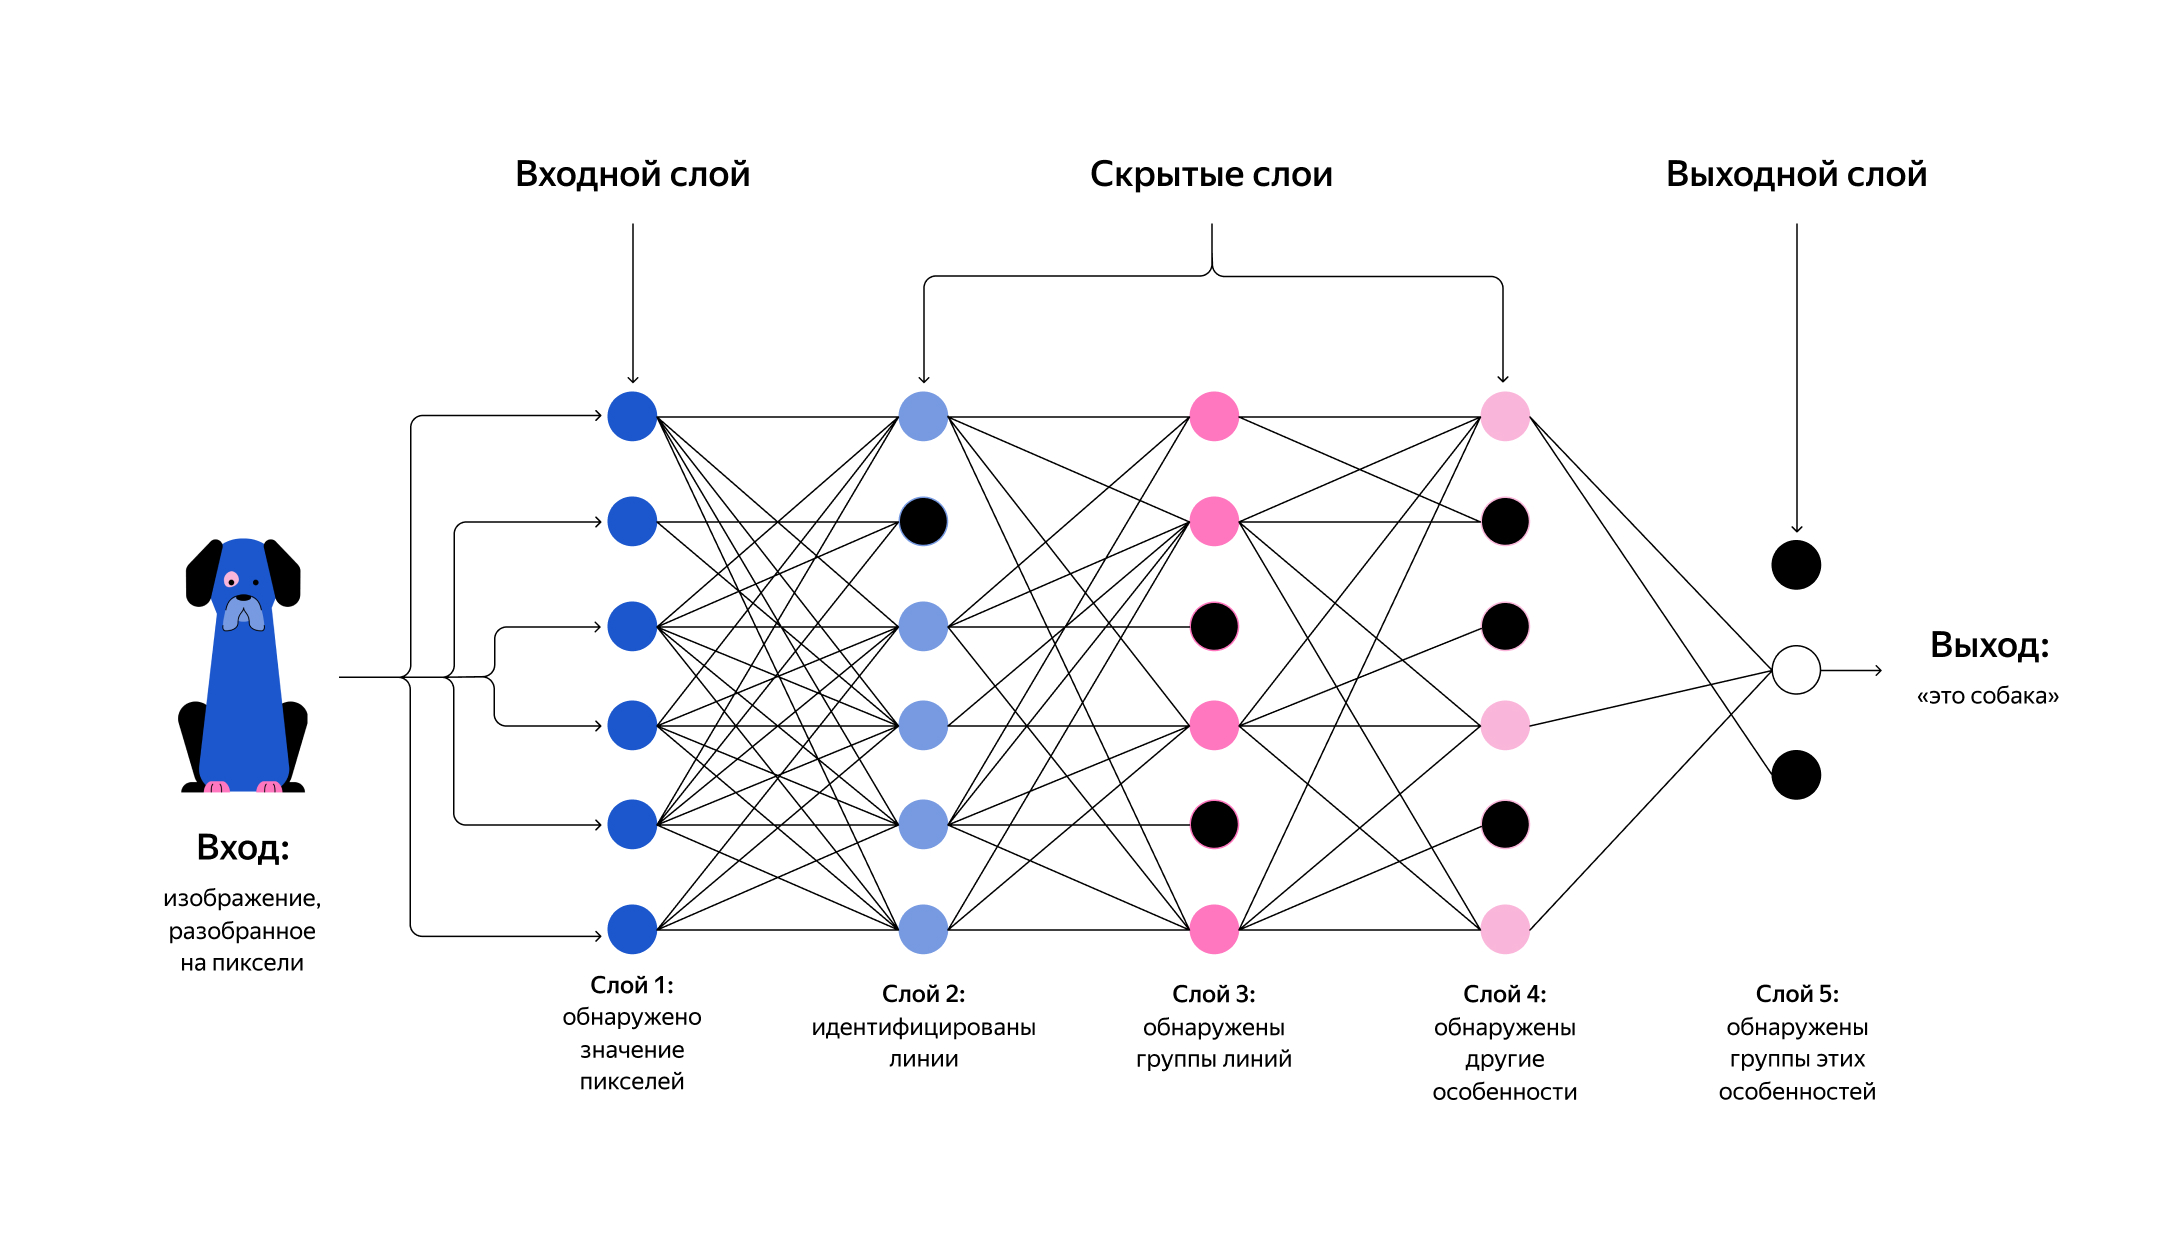 Входной слой
Скрытые слои
Выходной слой
Вход:
изображение,
разобранное
на пиксели
Слой 1:
обнаружено
значение
пикселей
Слой 2:
идентифицированы
линии
Слой 3:
обнаружены
группы линий
Слой 4:
обнаружены
другие
особенности
Слой 5:
обнаружены
группы этих
особенностей
Выход:
«это собака»